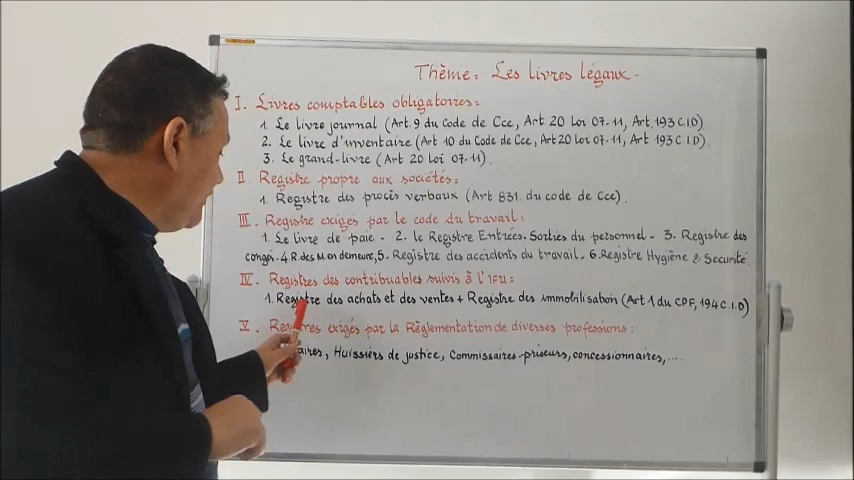 Thème: Les livres légaux.
I. Livres comptables obligatoires:
1. Le livre journal (Art 9 du Code de Cce, Art 20 Loi 07.11, Art 193 C.I.D)
2. Le livre d'inventaire (Art 10 du Code de Cce, Art 20 Loi 07-11, Art 193 C.I.D).
3. Le grand-livre (Art 20 Loi 07-11).
II Registre propre aux sociétés:
1. Registre des procès verbaux (Art 831 du code de Cce).
III. Registre exigés par le code du travail:
1. Le livre de paie - 2. le Registre Entrées-Sorties du personnel - 3. Registre des
congés - 4. R. des M. en demeure, 5. Registre des accidents du travail - 6. Registre Hygiène & Securité
IV. Registres des contribuables suivis à l'IFU:
1. Registre des achats et des ventes + Registre des immobilisation (Art 1 du CPF, 194 C.I.D)
V. Registres exigés par la Règlementation de diverses professions:
Huissiers de justice, Commissaires-priseurs, concessionnaires, ...